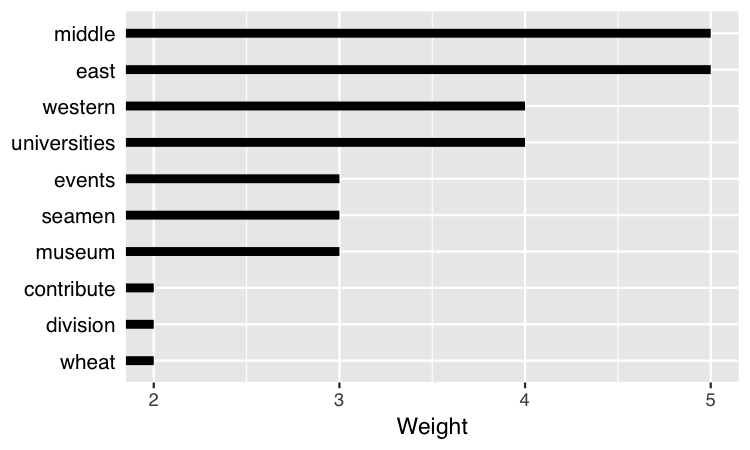 middle
east
western
universities
events
seamen
museum
contribute
division
wheat
2 3 4 5
Weight